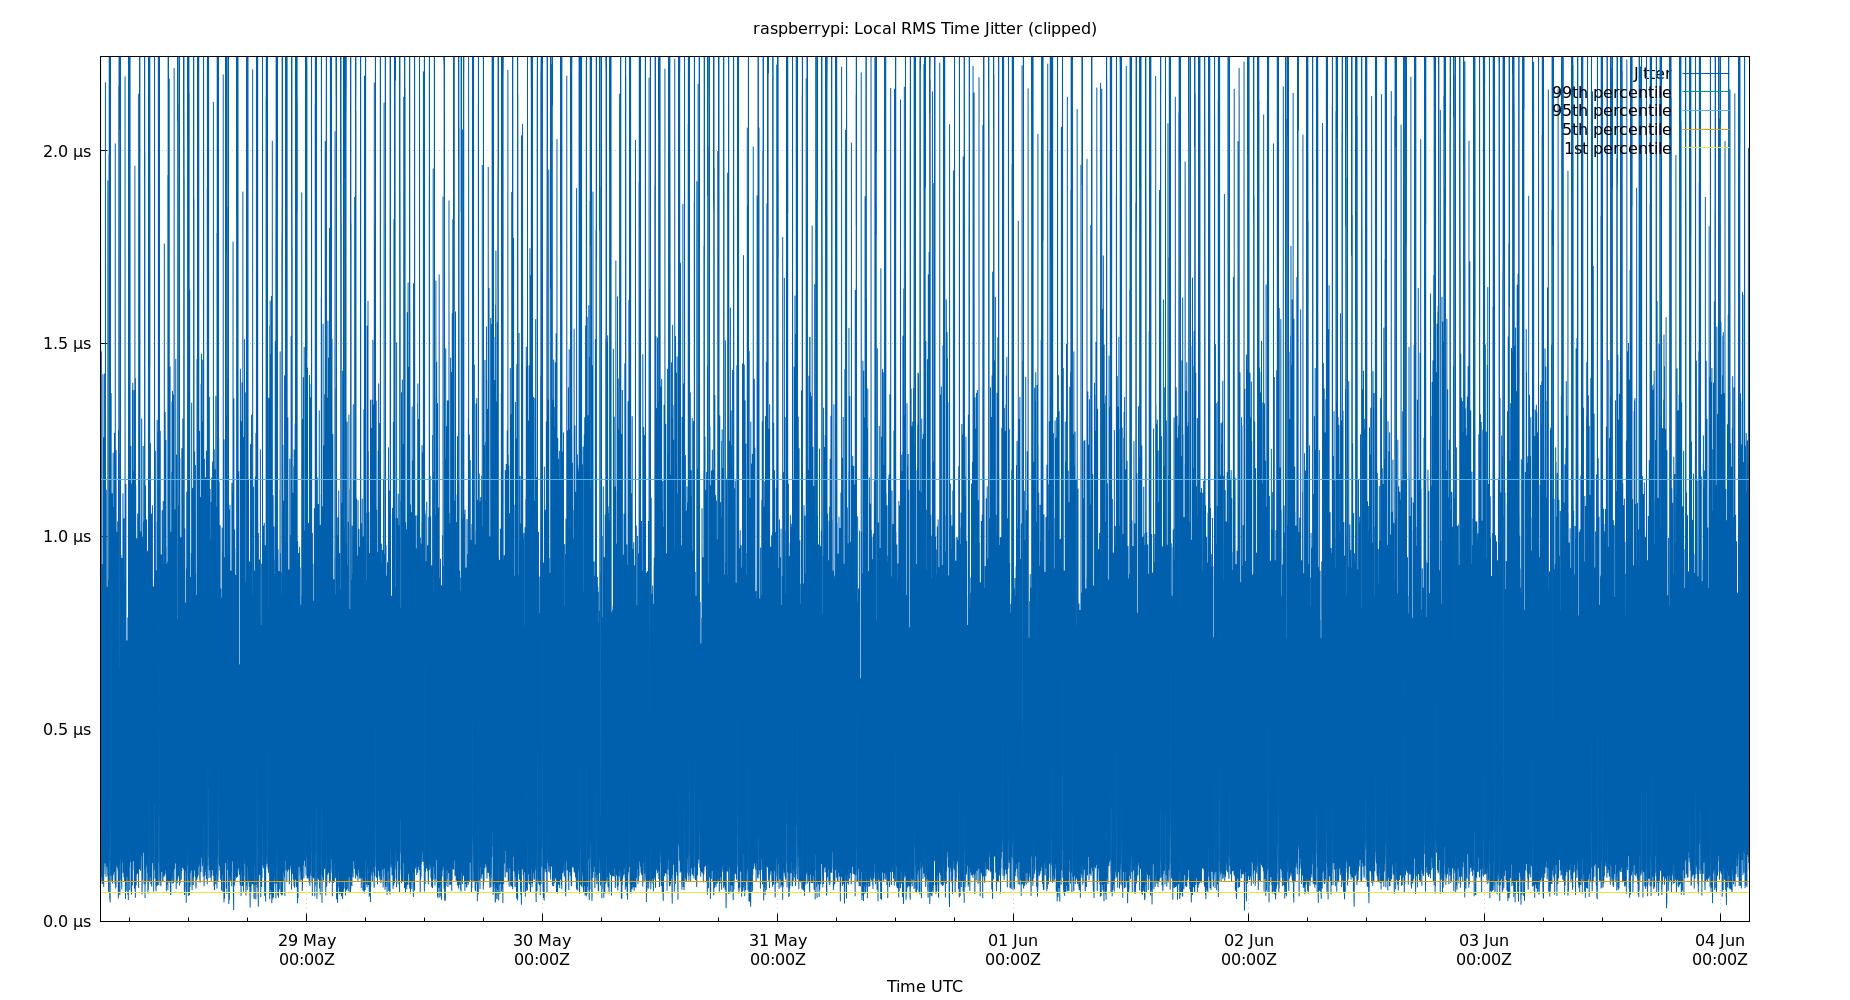 raspberrypi: Local RMS Time Jitter (clipped)
Jitter
99th percentile
95th percentile
5th percentile
1st percentile
2.0 µs
1.5 µs
1.0 µs
0.5 µs
0.0 µs
29 May 30 May 31 May 01 Jun 02 Jun 03 Jun 04 Jun
00:00Z 00:00Z 00:00Z 00:00Z 00:00Z 00:00Z 00:00Z
Time UTC